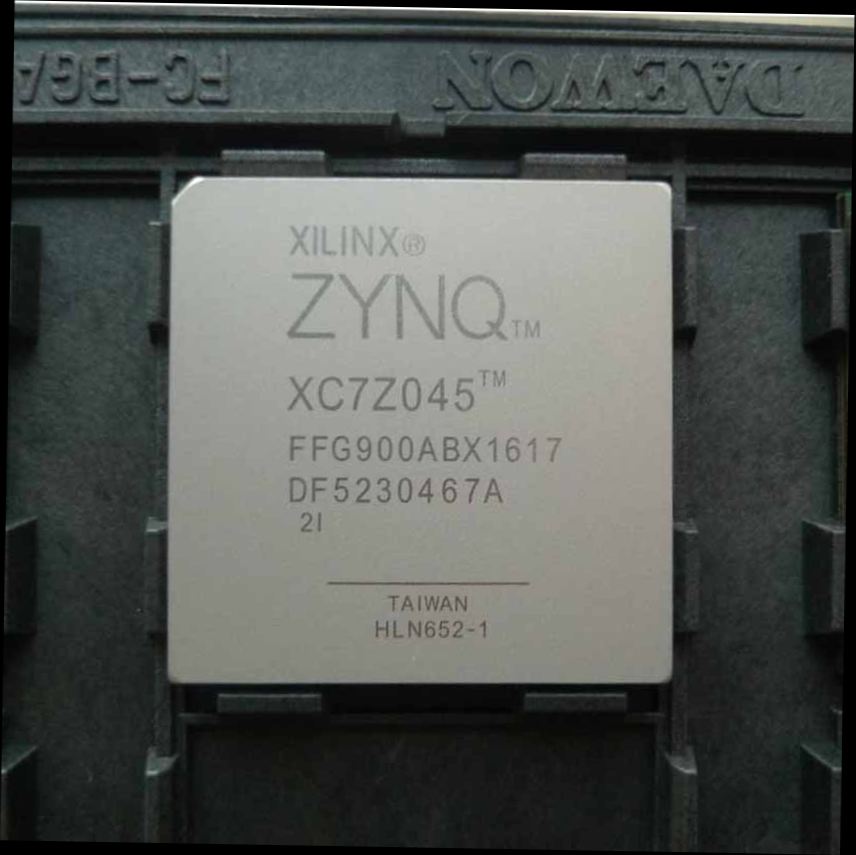 FC-BGA
DAEWON
XILINX®
ZYNQ™
XC7Z045™
FFG900ABX1617
DF5230467A
2I
TAIWAN
HLN652-1